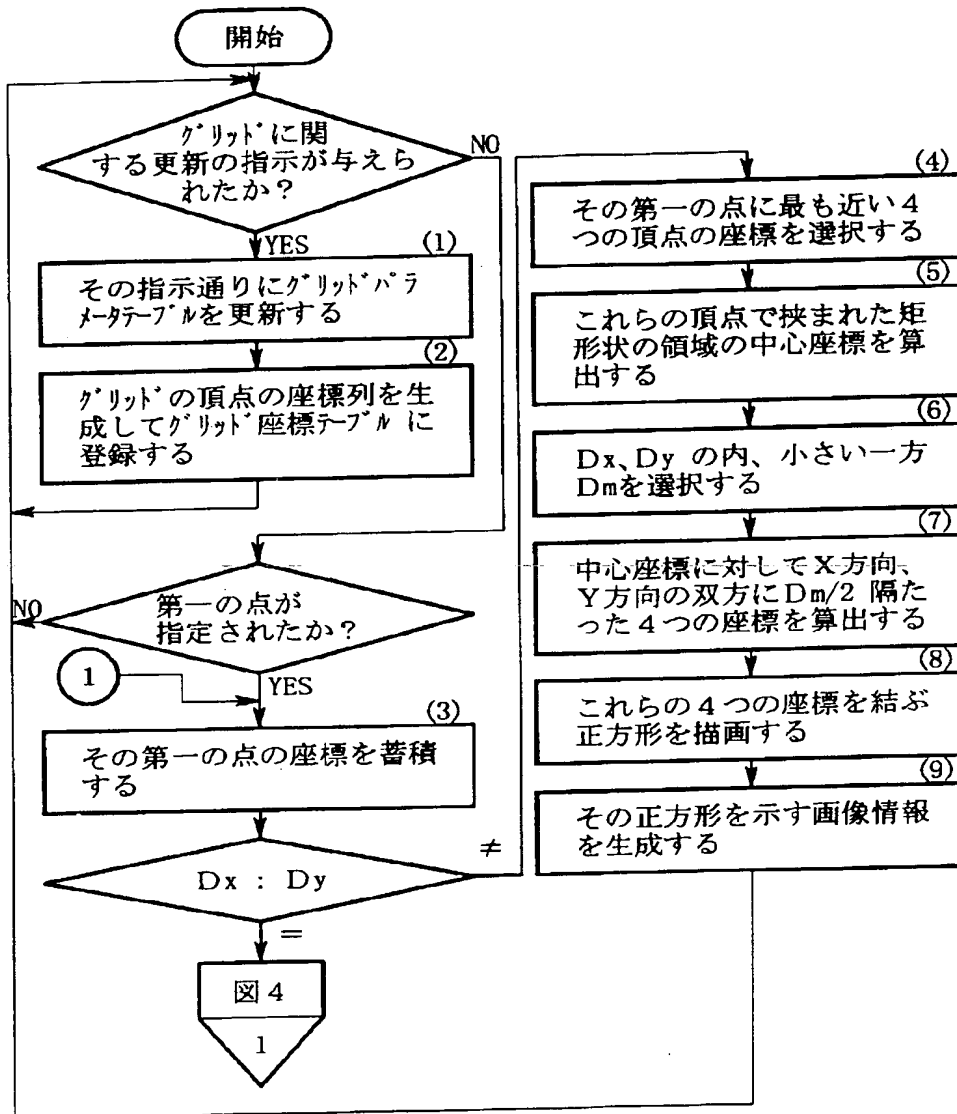 開始
グリッドに関
する更新の指示が与えら
れたか?
NO
YES
(1)
その指示通りにグリッドパラ
メータテーブルを更新する
(2)
グリッドの頂点の座標列を生
成してグリッド座標テーブルに
登録する
第一の点が
指定されたか?
NO
YES
1
(3)
その第一の点の座標を蓄積
する
Dx : Dy
≠
=
図4
1
(4)
その第一の点に最も近い4
つの頂点の座標を選択する
(5)
これらの頂点で挟まれた矩
形状の領域の中心座標を算
出する
(6)
Dx、Dy の内、小さい一方
Dmを選択する
(7)
中心座標に対してX方向、
Y方向の双方にDm/2 隔た
った4つの座標を算出する
(8)
これらの4つの座標を結ぶ
正方形を描画する
(9)
その正方形を示す画像情報
を生成する